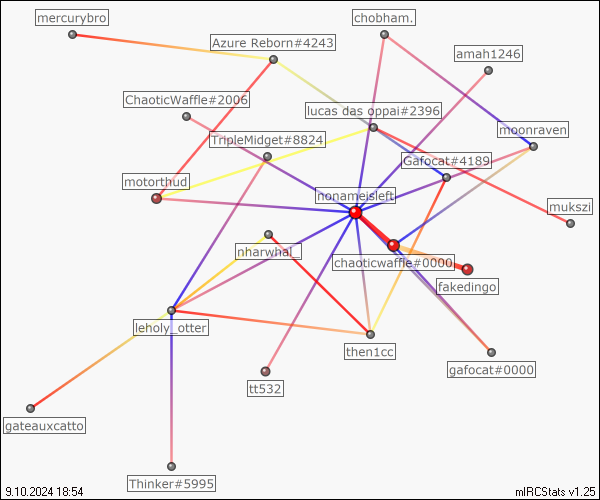 mercurybro
chobham.
Azure Reborn#4243
amah1246
ChaoticWaffle#2006
lucas das oppai#2396
moonraven
TripleMidget#8824
Gafocat#4189
motorthud
nonameisleft
mukszi
nharwhal_
chaoticwaffle#0000
fakedingo
leholy_otter
then1cc
gafocat#0000
tt532
gateauxcatto
Thinker#5995
9.10.2024 18:54
mIRCStats v1.25